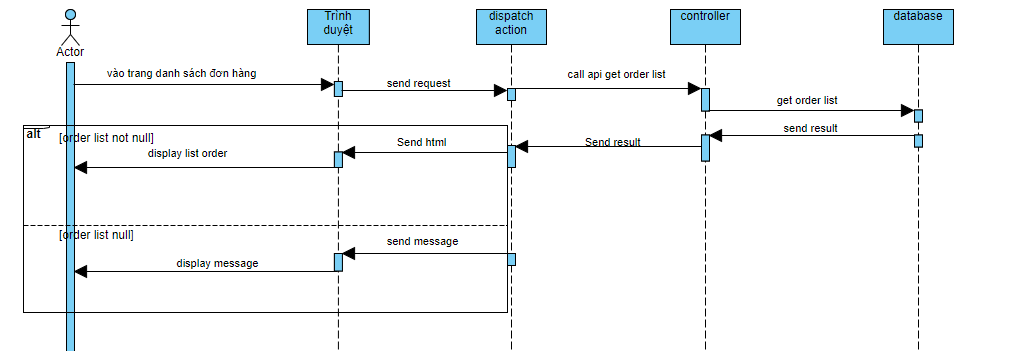 Trình
duyệt
dispatch
action
controller
database
Actor
vào trang danh sách đơn hàng
send request
call api get order list
get order list
send result
alt
[order list not null]
Send html
Send result
display list order
[order list null]
send message
display message